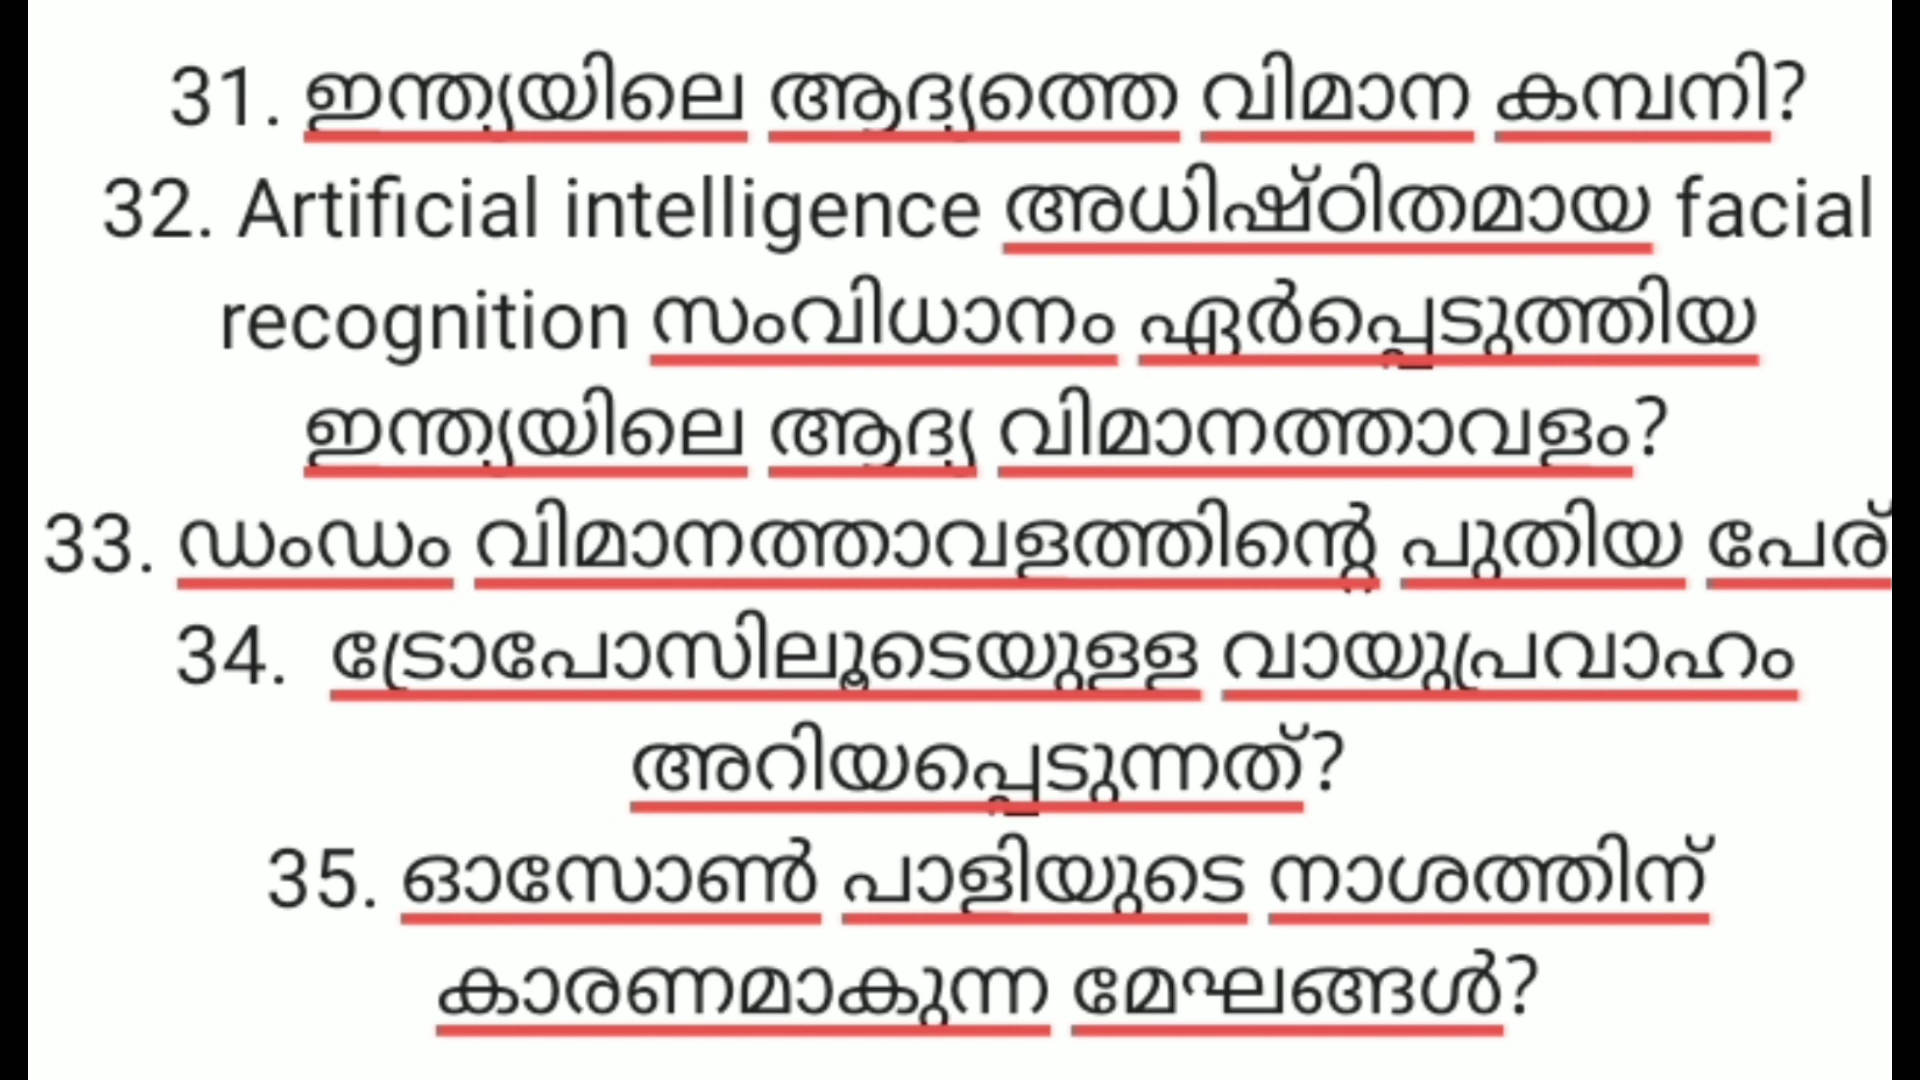 31. ഇന്ത്യയിലെ ആദ്യത്തെ വിമാന കമ്പനി?
32. Artificial intelligence അധിഷ്ഠിതമായ facial
recognition സംവിധാനം ഏർപ്പെടുത്തിയ
ഇന്ത്യയിലെ ആദ്യ വിമാനത്താവളം?
33. ഡംഡം വിമാനത്താവളത്തിന്റെ പുതിയ പേര്
34. ട്രോപോസിലൂടെയുളള വായുപ്രവാഹം
അറിയപ്പെടുന്നത്?
35. ഓസോൺ പാളിയുടെ നാശത്തിന്
കാരണമാകുന്ന മേഘങ്ങൾ?